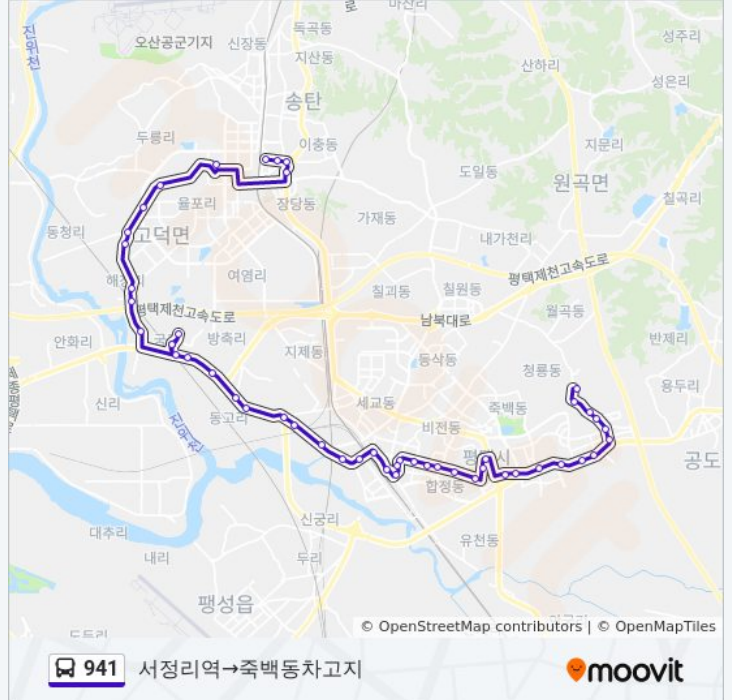 마산리
로
진위천
독곡동
성주리
오산공군기지
신장동
지산동
산하리
성은리
송탄
두릉리
이충동
지문리
도일동
원곡면
율포리
장당동
칠곡리
가재동
동청리
고덕면
내가천리
여염리
평택제천고속도로
칠괴동
칠원동
평택제천고속도로
월곡동
남북대로
안화리
방축리
지제동
반제리
동삭동
청룡동
용두리
신리
세교동
죽백동
동고리
비전동
공도
합정동
신궁리
대추리
유천동
내리
두리
팽성읍
© OpenStreetMap contributors | © OpenMapTiles
941 서정리역→죽백동차고지
moovit